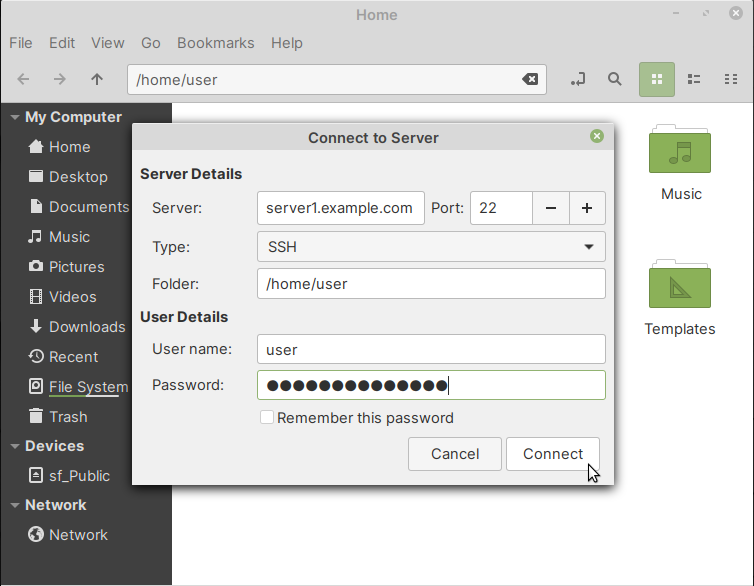 Home
File Edit View Go Bookmarks Help
/home/user
My Computer
Home
Desktop
Documents
Music
Pictures
Videos
Downloads
Recent
File System
Trash
Devices
sf_Public
Network
Network
Connect to Server
Server Details
Server: server1.example.com Port: 22 − +
Type: SSH
Folder: /home/user
User Details
User name: user
Password: ●●●●●●●●●●●●●●
Remember this password
Cancel Connect
Music
Templates